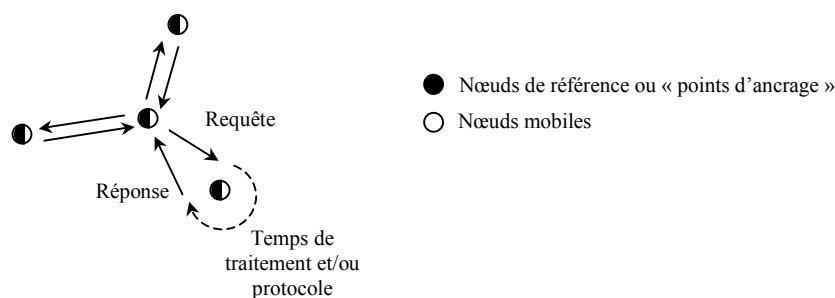 Nœuds de référence ou « points d’ancrage »
Requête
Nœuds mobiles
Réponse
Temps de
traitement et/ou
protocole